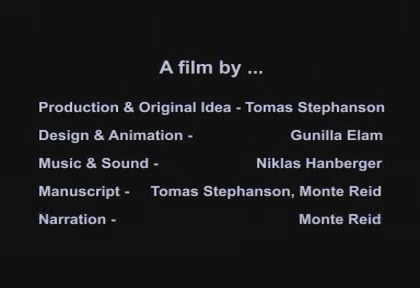 A film by ...
Production & Original Idea - Tomas Stephanson
Design & Animation - Gunilla Elam
Music & Sound - Niklas Hanberger
Manuscript - Tomas Stephanson, Monte Reid
Narration - Monte Reid